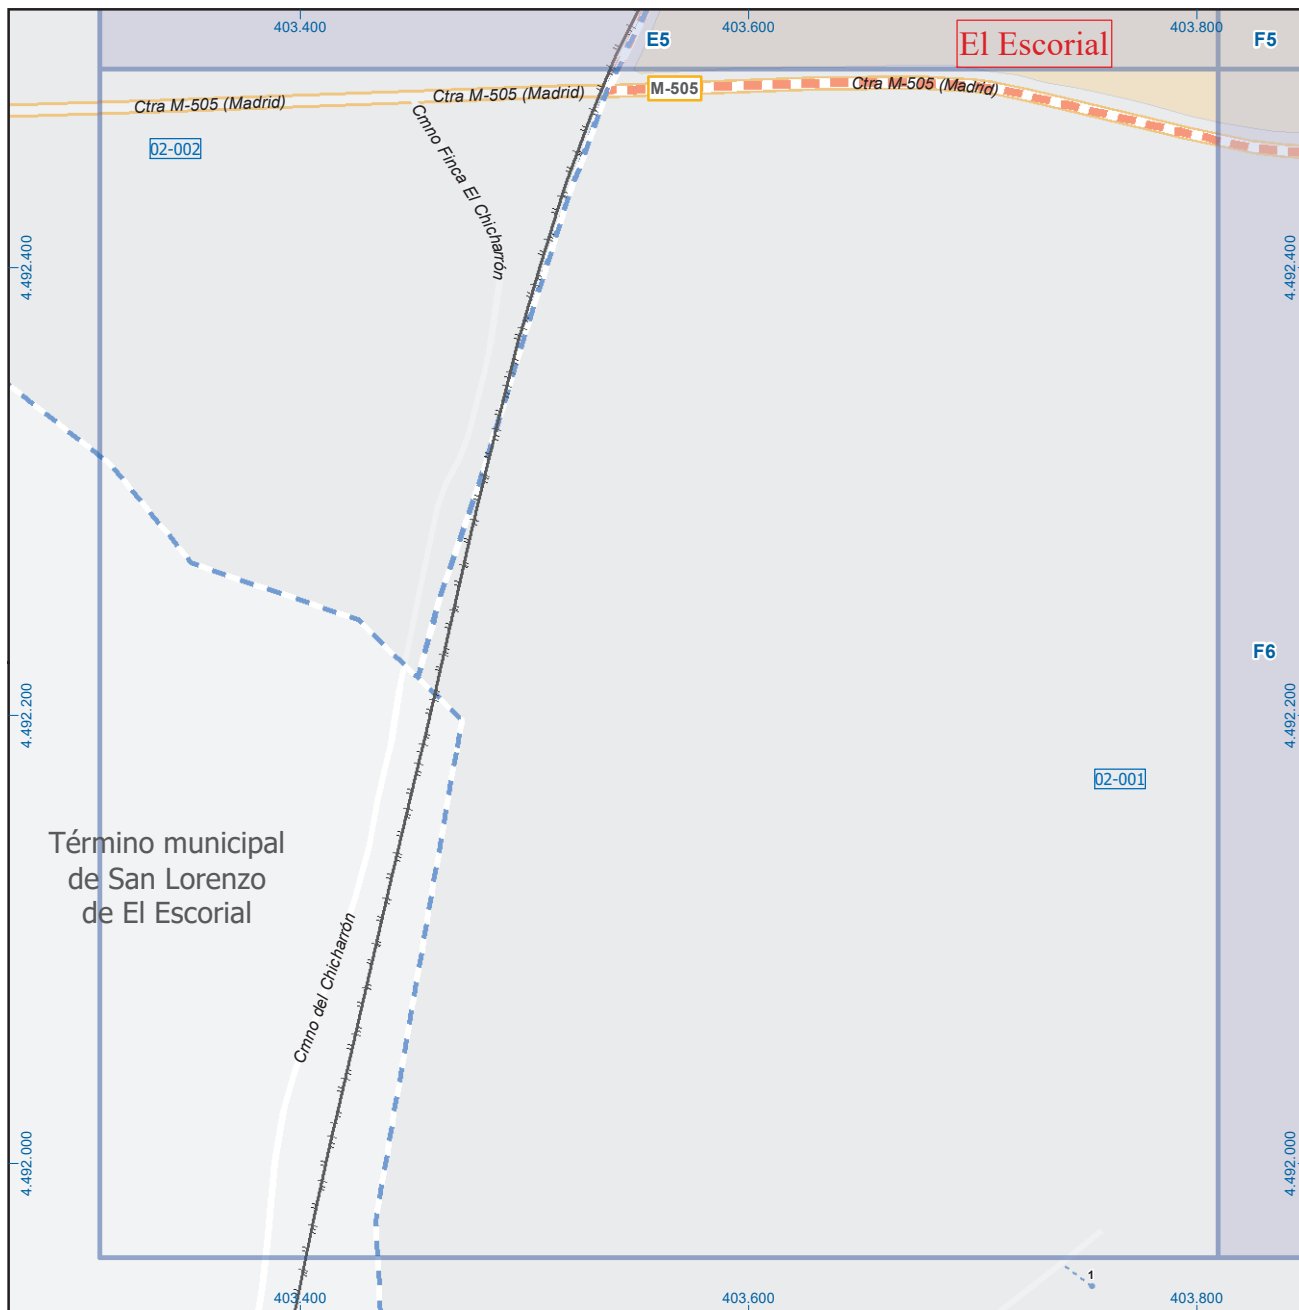 403.400
403.600
403.800
E5
El Escorial
F5
Ctra M-505 (Madrid)
Ctra M-505 (Madrid)
M-505
Ctra M-505 (Madrid)
02-002
Cmno Finca El Chicharrón
4.492.400
4.492.400
F6
4.492.200
4.492.200
02-001
Término municipal
de San Lorenzo
de El Escorial
Cmno del Chicharrón
4.492.000
4.492.000
1
403.400
403.600
403.800